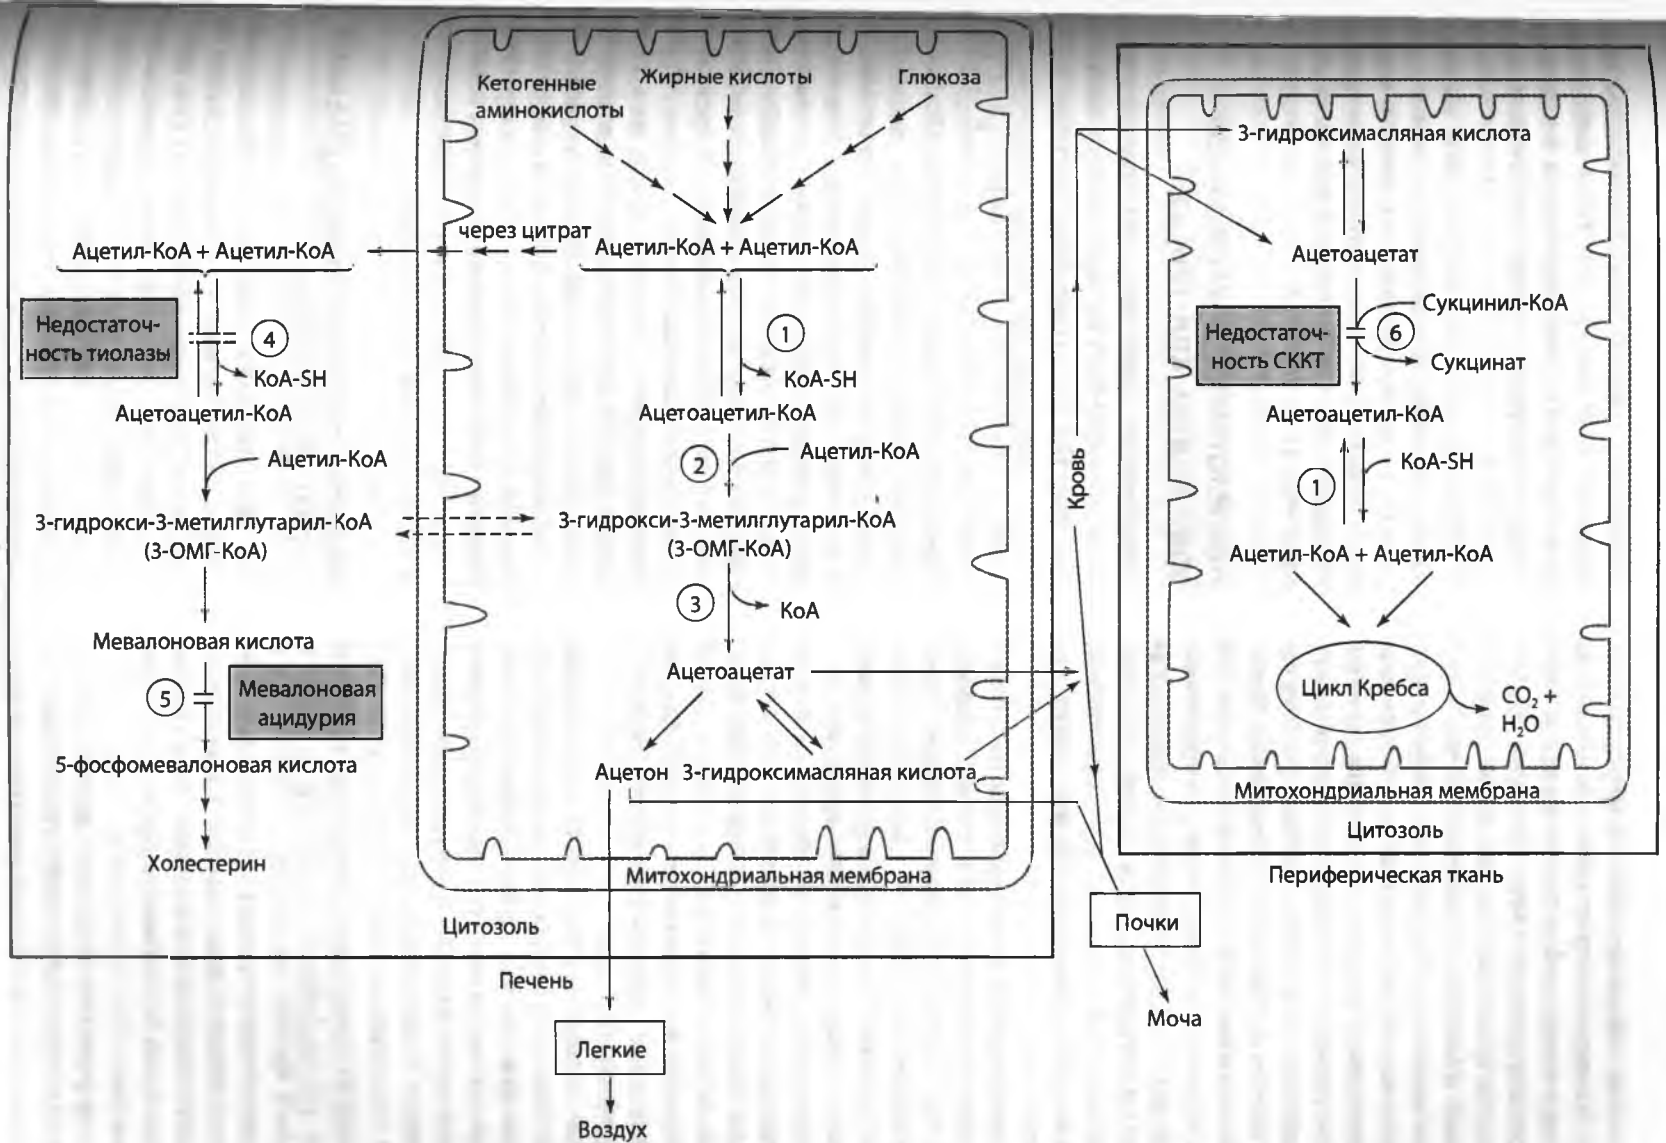 Кетогенные
аминокислоты
Жирные кислоты
Глюкоза
через цитрат
Ацетил-КоА + Ацетил-КоА
Ацетил-КоА + Ацетил-КоА
Недостаточ-
ность тиолазы
4
КоА-SH
1
КоА-SH
Ацетоацетил-КоА
Ацетоацетил-КоА
Ацетил-КоА
2
Ацетил-КоА
3-гидрокси-3-метилглутарил-КоА
(3-ОМГ-КоА)
3-гидрокси-3-метилглутарил-КоА
(3-ОМГ-КоА)
3
КоА
Мевалоновая кислота
Ацетоацетат
5
Мевалоновая
ацидурия
5-фосфомевалоновая кислота
Ацетон
3-гидроксимасляная кислота
Холестерин
Митохондриальная мембрана
Цитозоль
Печень
Легкие
Воздух
Кровь
Почки
Моча
3-гидроксимасляная кислота
Ацетоацетат
Сукцинил-КоА
Недостаточ-
ность СККТ
6
Сукцинат
Ацетоацетил-КоА
1
КоА-SH
Ацетил-КоА + Ацетил-КоА
Цикл Кребса
CO₂ +
H₂O
Митохондриальная мембрана
Цитозоль
Периферическая ткань